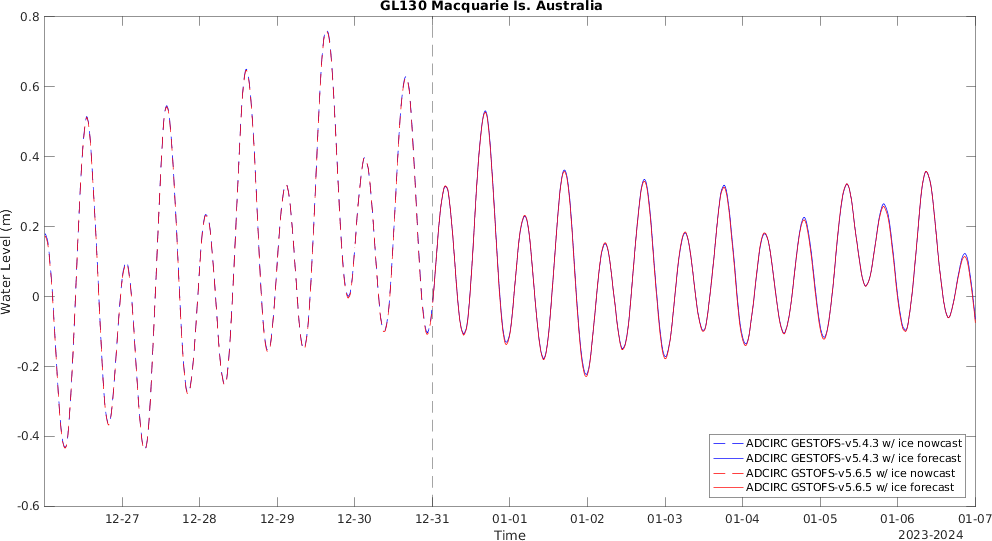 GL130 Macquarie Is. Australia
0.8
0.6
0.4
0.2
0
-0.2
-0.4
-0.6
Water Level (m)
ADCIRC GESTOFS-v5.4.3 w/ ice nowcast
ADCIRC GESTOFS-v5.4.3 w/ ice forecast
ADCIRC GSTOFS-v5.6.5 w/ ice nowcast
ADCIRC GSTOFS-v5.6.5 w/ ice forecast
12-27 12-28 12-29 12-30 12-31 01-01 01-02 01-03 01-04 01-05 01-06 01-07
Time
2023-2024